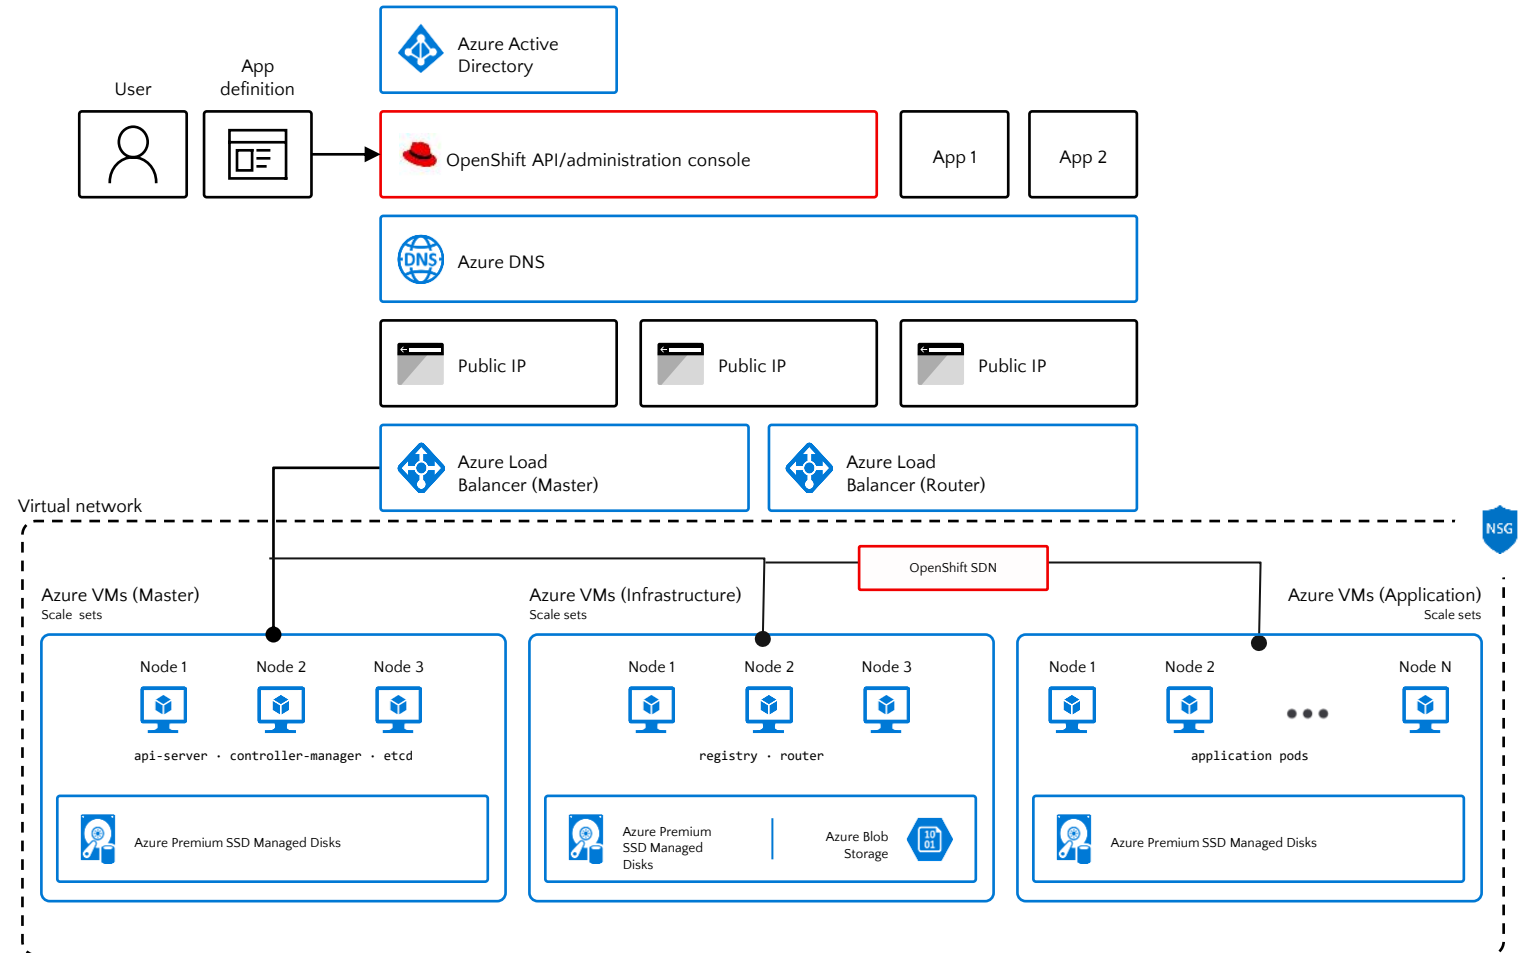 Azure Active
Directory
User
App
definition
OpenShift API/administration console
App 1
App 2
DNS
Azure DNS
Public IP
Public IP
Public IP
Azure Load
Balancer (Master)
Azure Load
Balancer (Router)
Virtual network
NSG
OpenShift SDN
Azure VMs (Master)
Scale sets
Azure VMs (Infrastructure)
Scale sets
Azure VMs (Application)
Scale sets
Node 1
Node 2
Node 3
api-server · controller-manager · etcd
Azure Premium SSD Managed Disks
Node 1
Node 2
Node 3
registry · router
Azure Premium
SSD Managed
Disks
Azure Blob
Storage
10
01
Node 1
Node 2
Node N
application pods
Azure Premium SSD Managed Disks